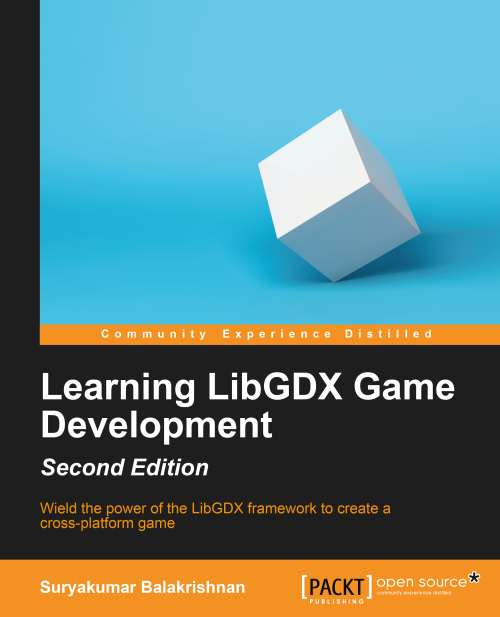 Community Experience Distilled
Learning LibGDX Game
Development
Second Edition
Wield the power of the LibGDX framework to create a
cross-platform game
Suryakumar Balakrishnan
[PACKT] open source*
PUBLISHING community experience distilled